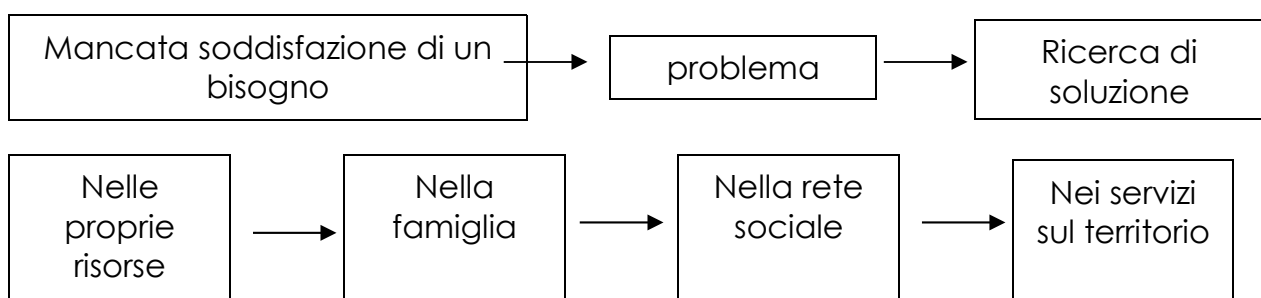 Mancata soddisfazione di un
bisogno
problema
Ricerca di
soluzione
Nelle
proprie
risorse
Nella
famiglia
Nella rete
sociale
Nei servizi
sul territorio